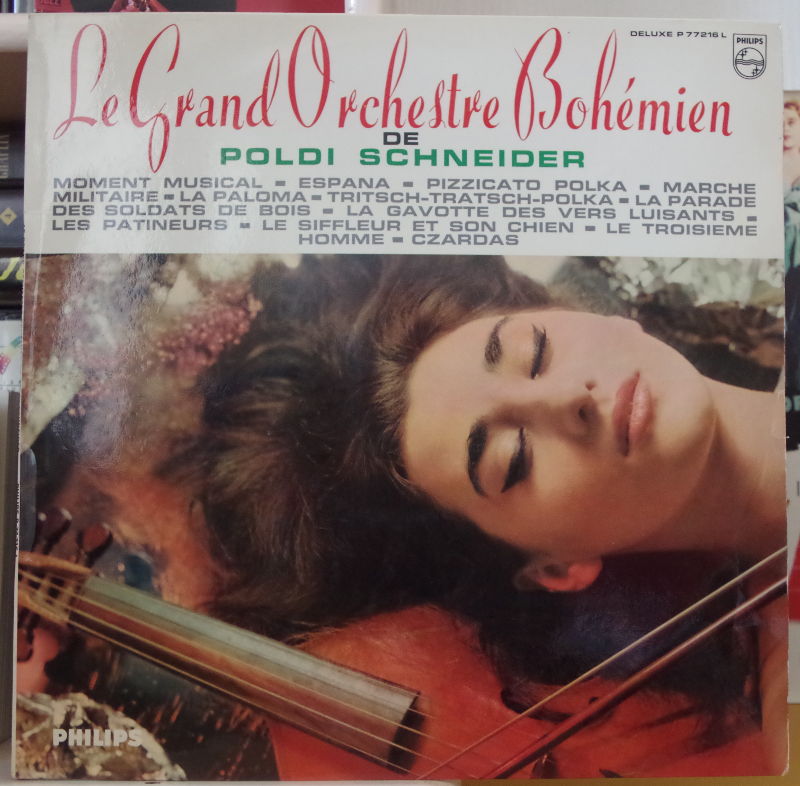 DELUXE P 77216 L
PHILIPS
Le Grand Orchestre Bohémien
DE
POLDI SCHNEIDER
MOMENT MUSICAL - ESPANA - PIZZICATO POLKA - MARCHE
MILITAIRE - LA PALOMA - TRITSCH-TRATSCH-POLKA - LA PARADE
DES SOLDATS DE BOIS - LA GAVOTTE DES VERS LUISANTS -
LES PATINEURS - LE SIFFLEUR ET SON CHIEN - LE TROISIEME
HOMME - CZARDAS
PHILIPS